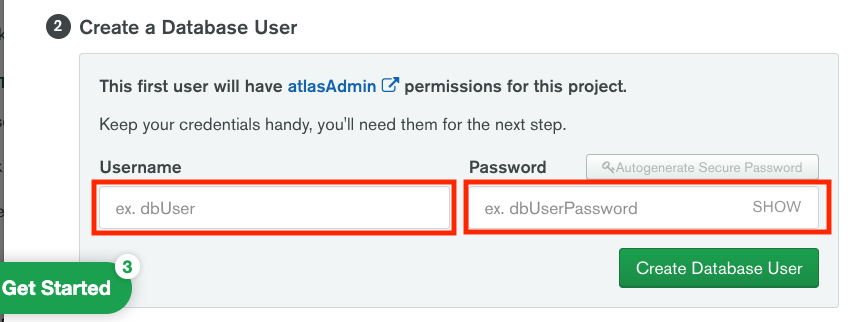 2 Create a Database User
This first user will have atlasAdmin permissions for this project.
Keep your credentials handy, you'll need them for the next step.
Username
Password
Autogenerate Secure Password
ex. dbUser
ex. dbUserPassword
SHOW
Create Database User
Get Started
3